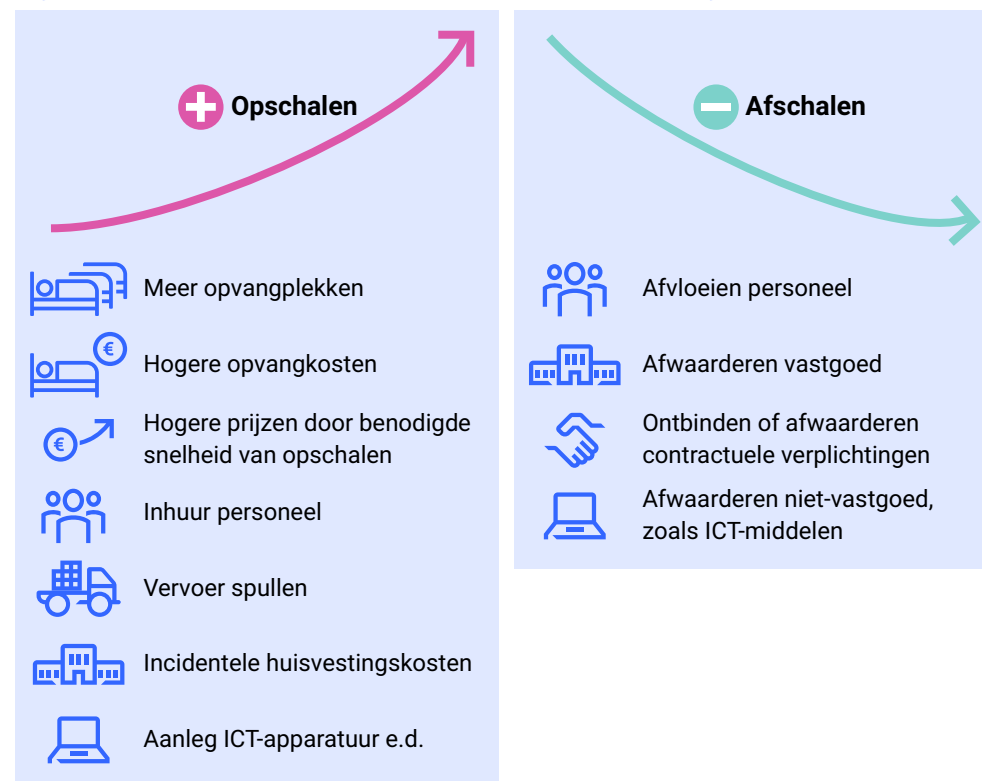 Opschalen
Meer opvangplekken
€
Hogere opvangkosten
€
Hogere prijzen door benodigde
snelheid van opschalen
Inhuur personeel
Vervoer spullen
Incidentele huisvestingskosten
Aanleg ICT-apparatuur e.d.
Afschalen
Afvloeien personeel
Afwaarderen vastgoed
Ontbinden of afwaarderen
contractuele verplichtingen
Afwaarderen niet-vastgoed,
zoals ICT-middelen